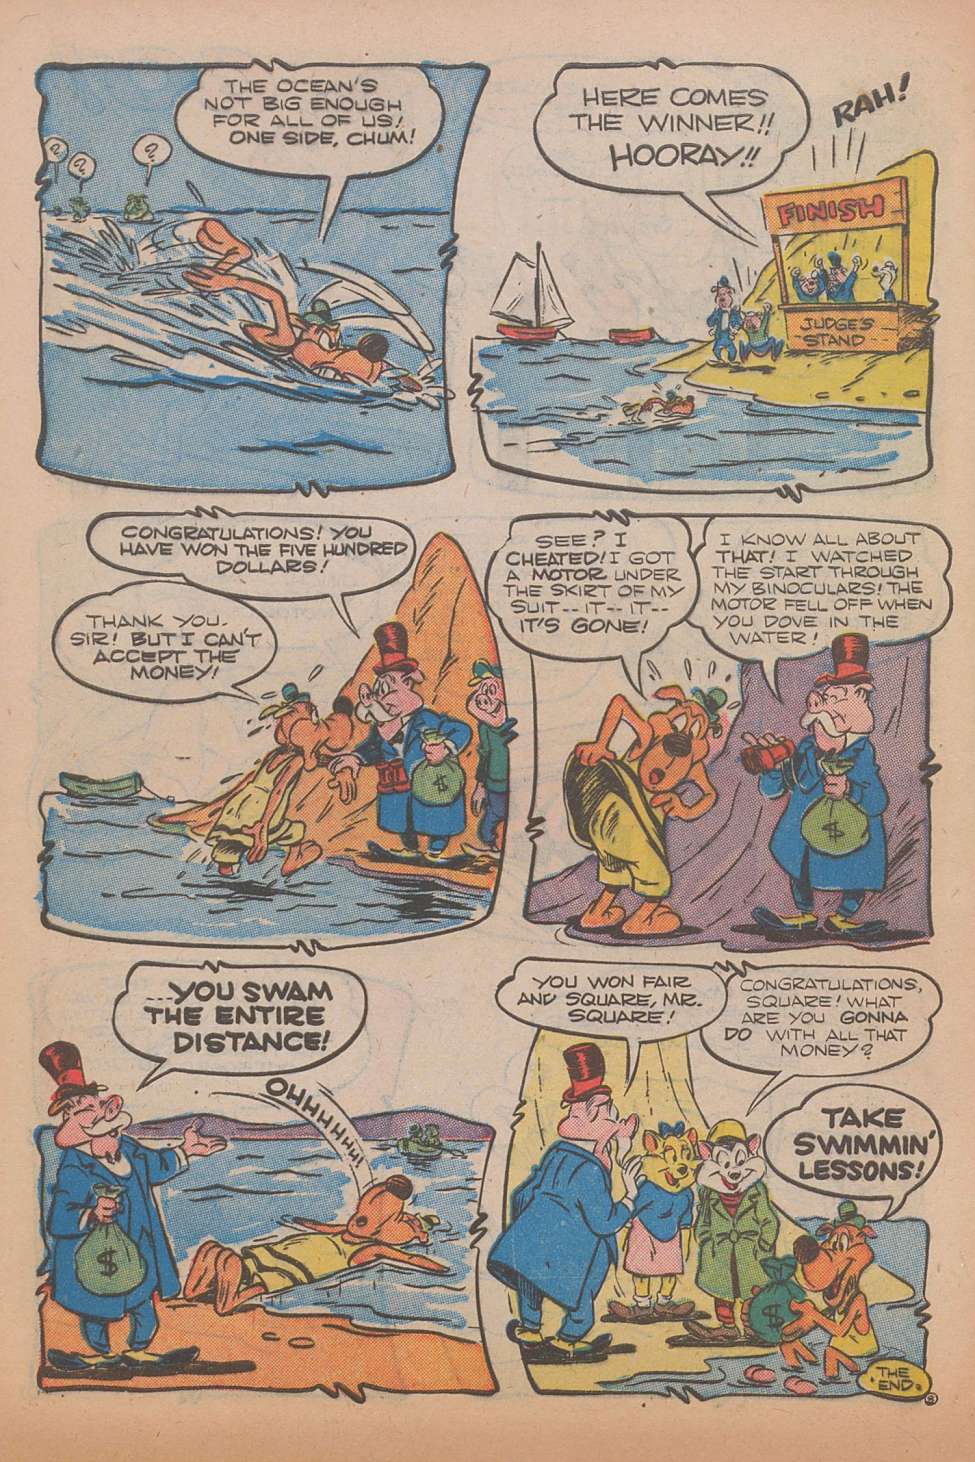 THE OCEAN'S
NOT BIG ENOUGH
FOR ALL OF US!
ONE SIDE, CHUM!
?
?
?
HERE COMES
THE WINNER!!
HOORAY!!
RAH!
FINISH
JUDGES
STAND
CONGRATULATIONS! YOU
HAVE WON THE FIVE HUNDRED
DOLLARS!
THANK YOU,
SIR! BUT I CAN'T
ACCEPT THE
MONEY!
$
SEE? I
CHEATED! I GOT
A MOTOR UNDER
THE SKIRT OF MY
SUIT--IT--IT--
IT'S GONE!
I KNOW ALL ABOUT
THAT! I WATCHED
THE START THROUGH
MY BINOCULARS! THE
MOTOR FELL OFF WHEN
YOU DOVE IN THE
WATER!
$
...YOU SWAM
THE ENTIRE
DISTANCE!
OHHHHHH!
$
YOU WON FAIR
AND SQUARE, MR.
SQUARE!
CONGRATULATIONS,
SQUARE! WHAT
ARE YOU GONNA
DO WITH ALL THAT
MONEY?
TAKE
SWIMMIN'
LESSONS!
$
THE
END.